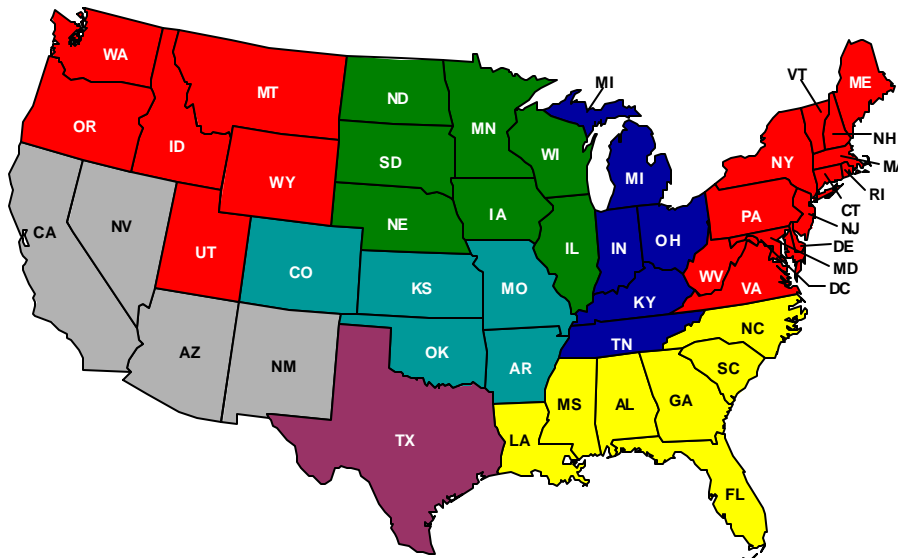 WA
MT
ND
MN
MI
VT
ME
OR
ID
SD
WI
NY
NH
MA
WY
MI
RI
CT
CA
NV
NE
IA
PA
NJ
UT
CO
IL
IN
OH
DE
MD
DC
KS
MO
WV
VA
KY
AZ
NM
OK
AR
TN
NC
SC
TX
LA
MS
AL
GA
FL